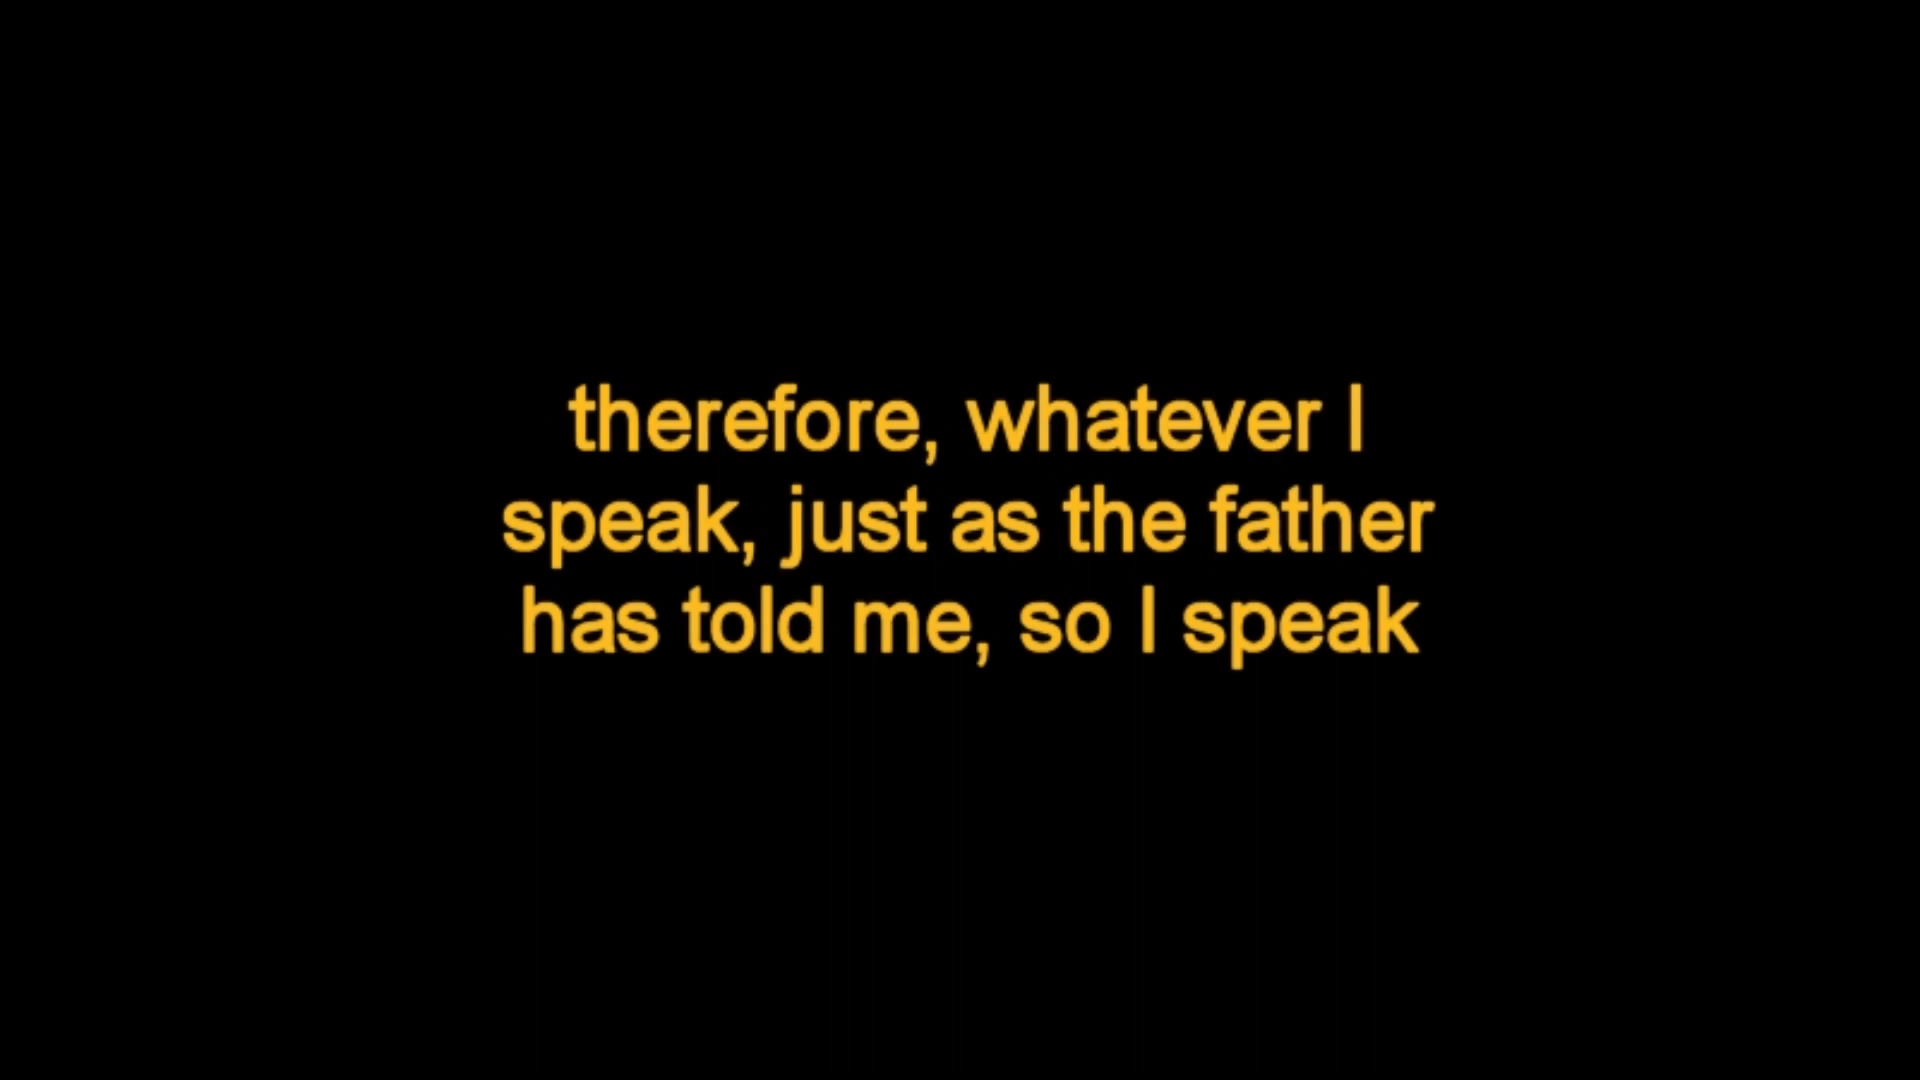 therefore, whatever I
speak, just as the father
has told me, so I speak